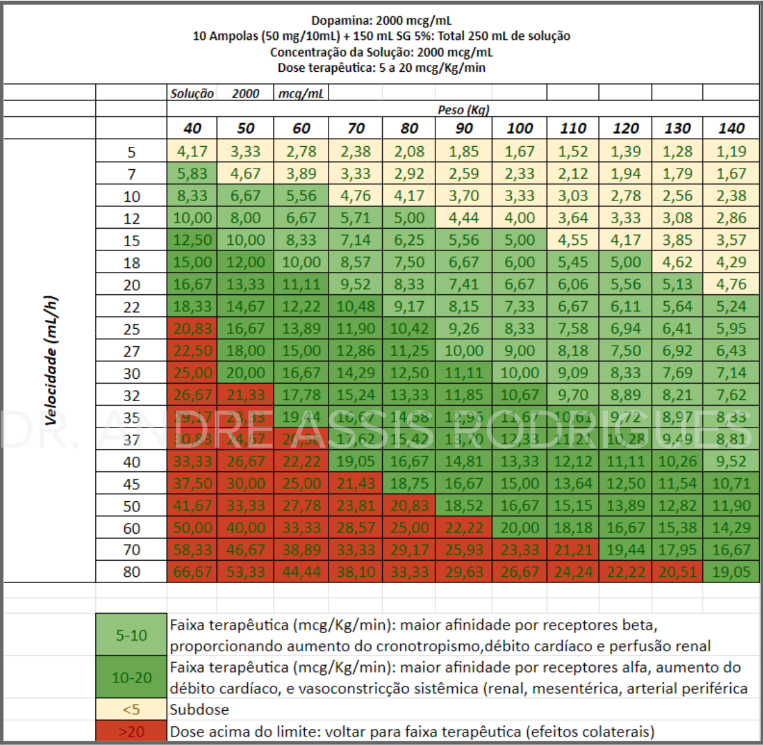 Dopamina: 2000 mcg/mL
10 Ampolas (50 mg/10mL) + 150 mL SG 5%: Total 250 mL de solução
Concentração da Solução: 2000 mcg/mL
Dose terapêutica: 5 a 20 mcg/Kg/min
Solução 2000 mcg/mL
Peso (Kg)
40 50 60 70 80 90 100 110 120 130 140
Velocidade (mL/h)
5 4,17 3,33 2,78 2,38 2,08 1,85 1,67 1,52 1,39 1,28 1,19
7 5,83 4,67 3,89 3,33 2,92 2,59 2,33 2,12 1,94 1,79 1,67
10 8,33 6,67 5,56 4,76 4,17 3,70 3,33 3,03 2,78 2,56 2,38
12 10,00 8,00 6,67 5,71 5,00 4,44 4,00 3,64 3,33 3,08 2,86
15 12,50 10,00 8,33 7,14 6,25 5,56 5,00 4,55 4,17 3,85 3,57
18 15,00 12,00 10,00 8,57 7,50 6,67 6,00 5,45 5,00 4,62 4,29
20 16,67 13,33 11,11 9,52 8,33 7,41 6,67 6,06 5,56 5,13 4,76
22 18,33 14,67 12,22 10,48 9,17 8,15 7,33 6,67 6,11 5,64 5,24
25 20,83 16,67 13,89 11,90 10,42 9,26 8,33 7,58 6,94 6,41 5,95
27 22,50 18,00 15,00 12,86 11,25 10,00 9,00 8,18 7,50 6,92 6,43
30 25,00 20,00 16,67 14,29 12,50 11,11 10,00 9,09 8,33 7,69 7,14
32 26,67 21,33 17,78 15,24 13,33 11,85 10,67 9,70 8,89 8,21 7,62
35 29,17 23,33 19,44 16,67 14,58 12,96 11,67 10,61 9,72 8,97 8,33
DR. ANDRE ASSIS RODRIGUES
37 30,83 24,67 20,56 17,62 15,42 13,70 12,33 11,21 10,28 9,49 8,81
40 33,33 26,67 22,22 19,05 16,67 14,81 13,33 12,12 11,11 10,26 9,52
45 37,50 30,00 25,00 21,43 18,75 16,67 15,00 13,64 12,50 11,54 10,71
50 41,67 33,33 27,78 23,81 20,83 18,52 16,67 15,15 13,89 12,82 11,90
60 50,00 40,00 33,33 28,57 25,00 22,22 20,00 18,18 16,67 15,38 14,29
70 58,33 46,67 38,89 33,33 29,17 25,93 23,33 21,21 19,44 17,95 16,67
80 66,67 53,33 44,44 38,10 33,33 29,63 26,67 24,24 22,22 20,51 19,05
5-10 Faixa terapêutica (mcg/Kg/min): maior afinidade por receptores beta,
proporcionando aumento do cronotropismo,débito cardíaco e perfusão renal
10-20 Faixa terapêutica (mcg/Kg/min): maior afinidade por receptores alfa, aumento do
débito cardíaco, e vasoconstricção sistêmica (renal, mesentérica, arterial periférica
<5 Subdose
>20 Dose acima do limite: voltar para faixa terapêutica (efeitos colaterais)